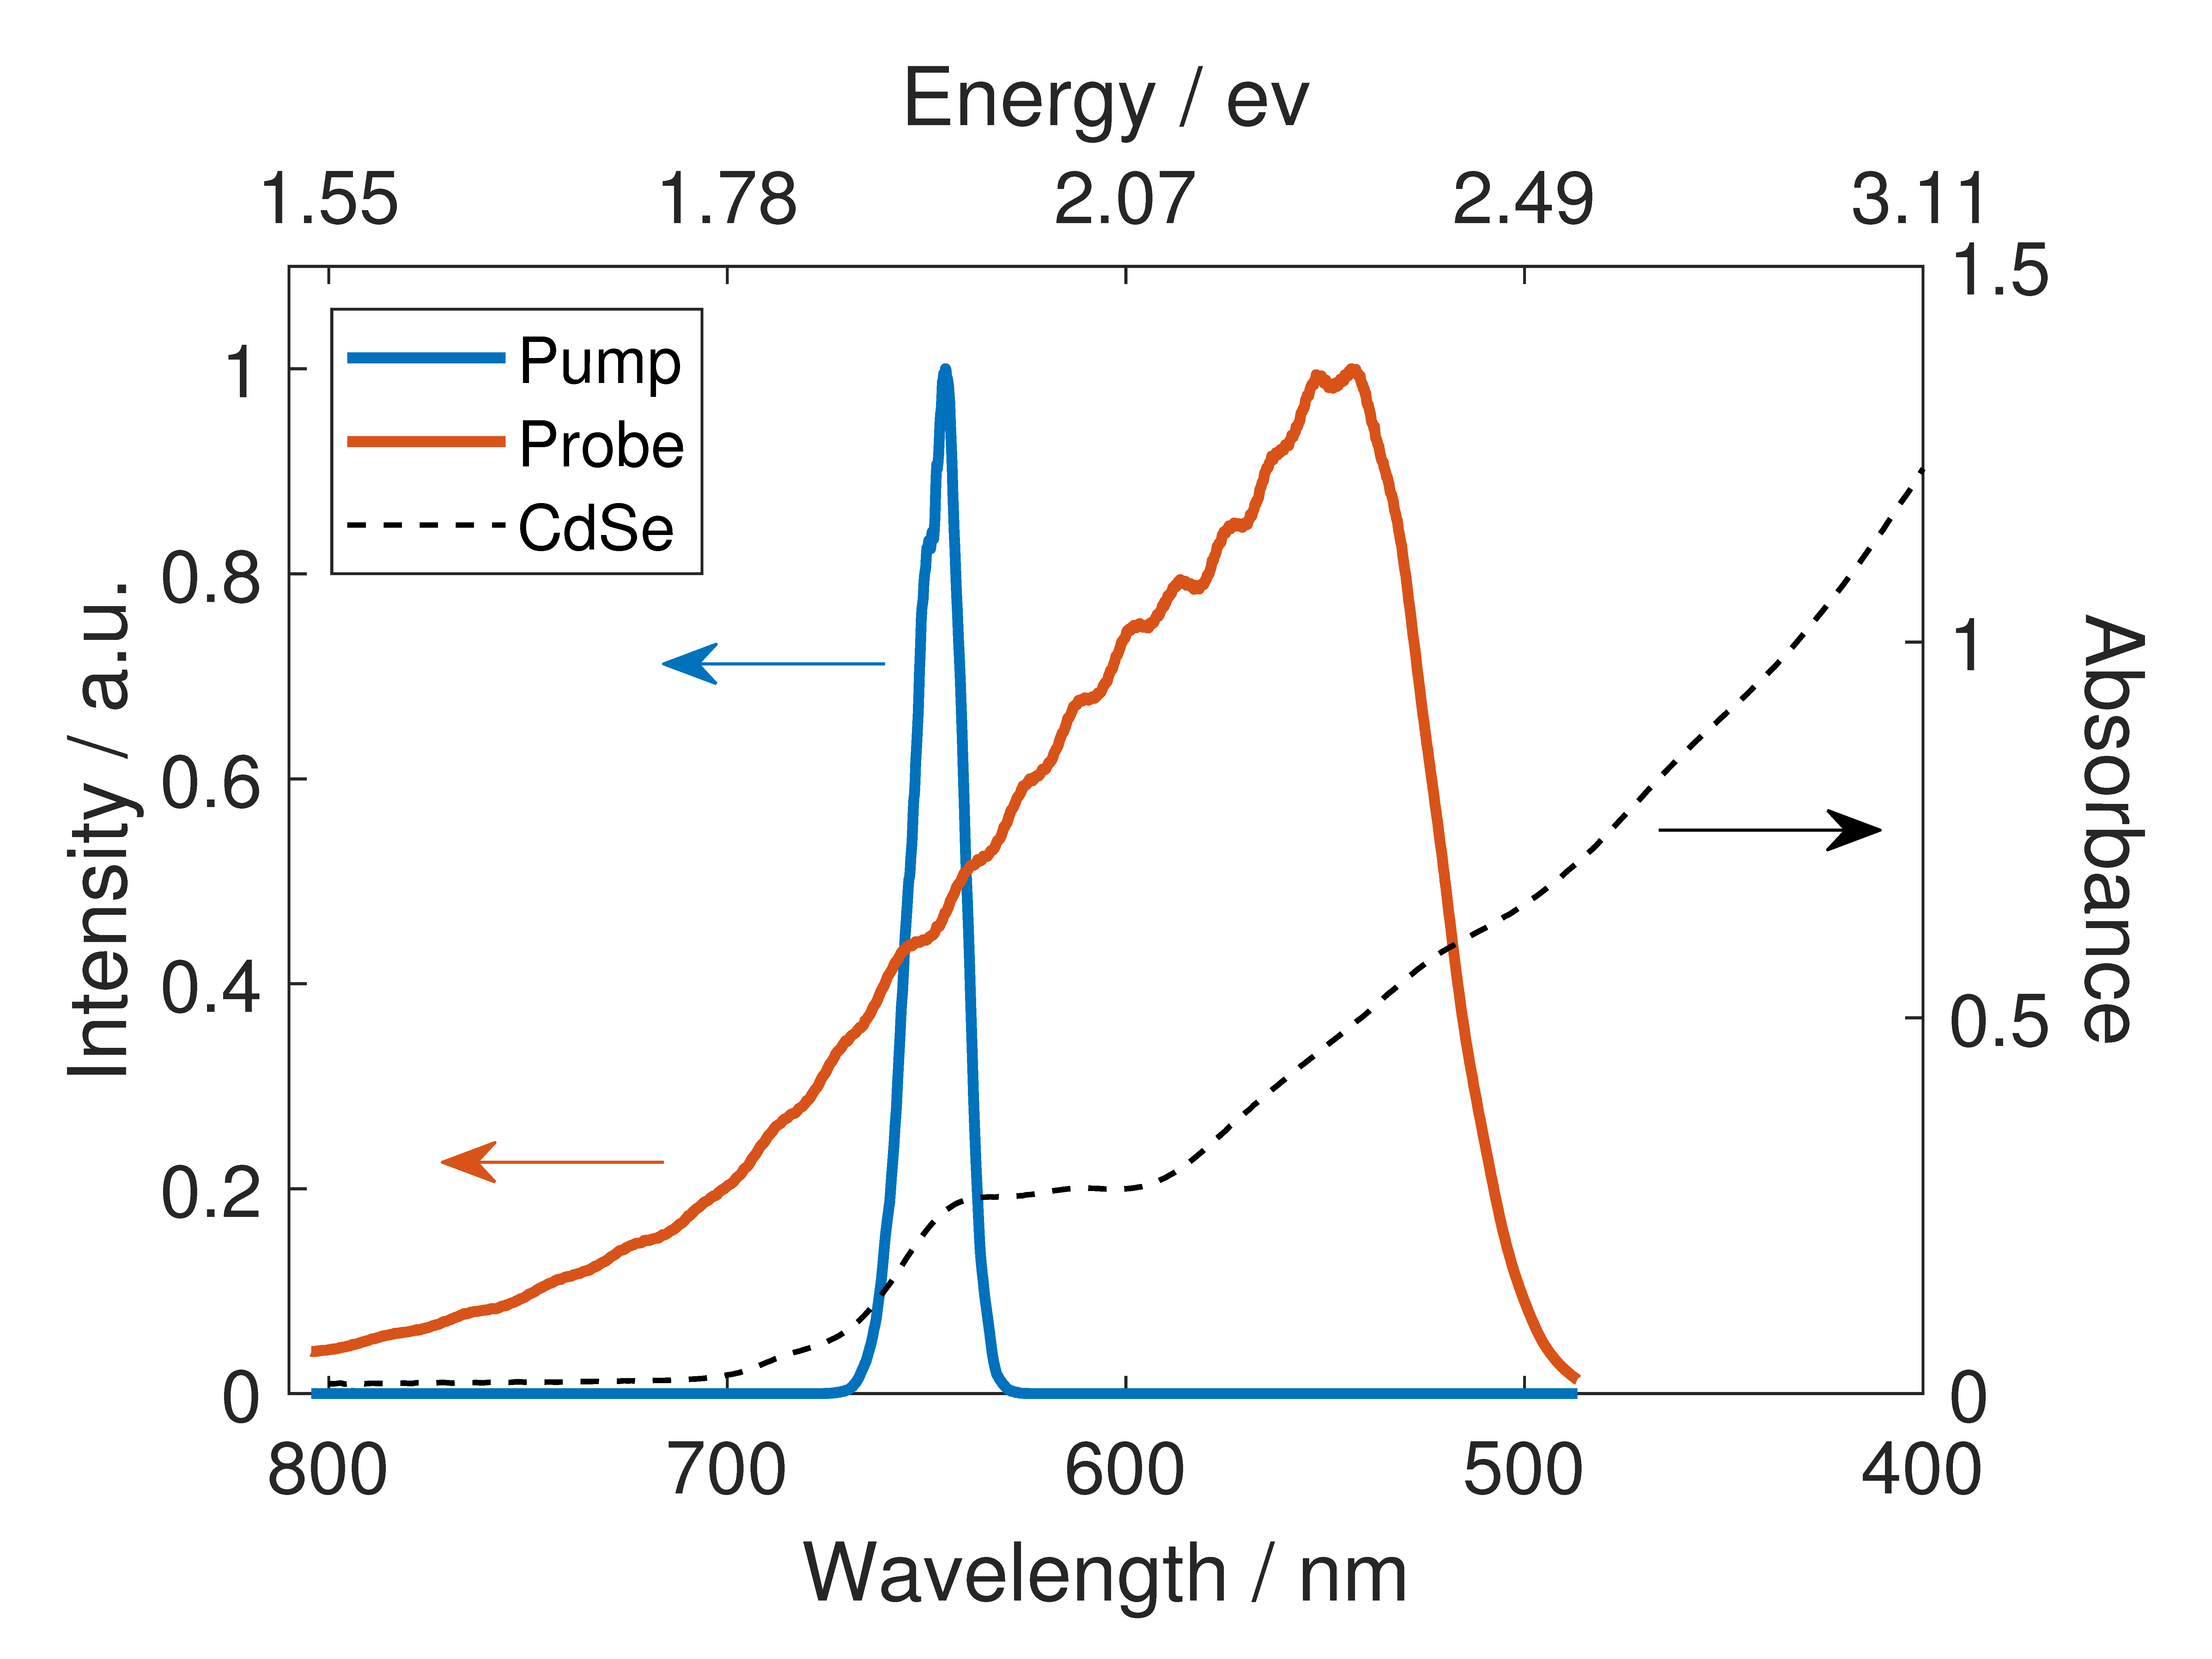 Energy / ev
1.55 1.78 2.07 2.49 3.11
1.5
Pump
1
Probe
CdSe
0.8
1
0.6
Intensity / a.u.
Absorbance
0.4
0.5
0.2
0
0
800 700 600 500 400
Wavelength / nm